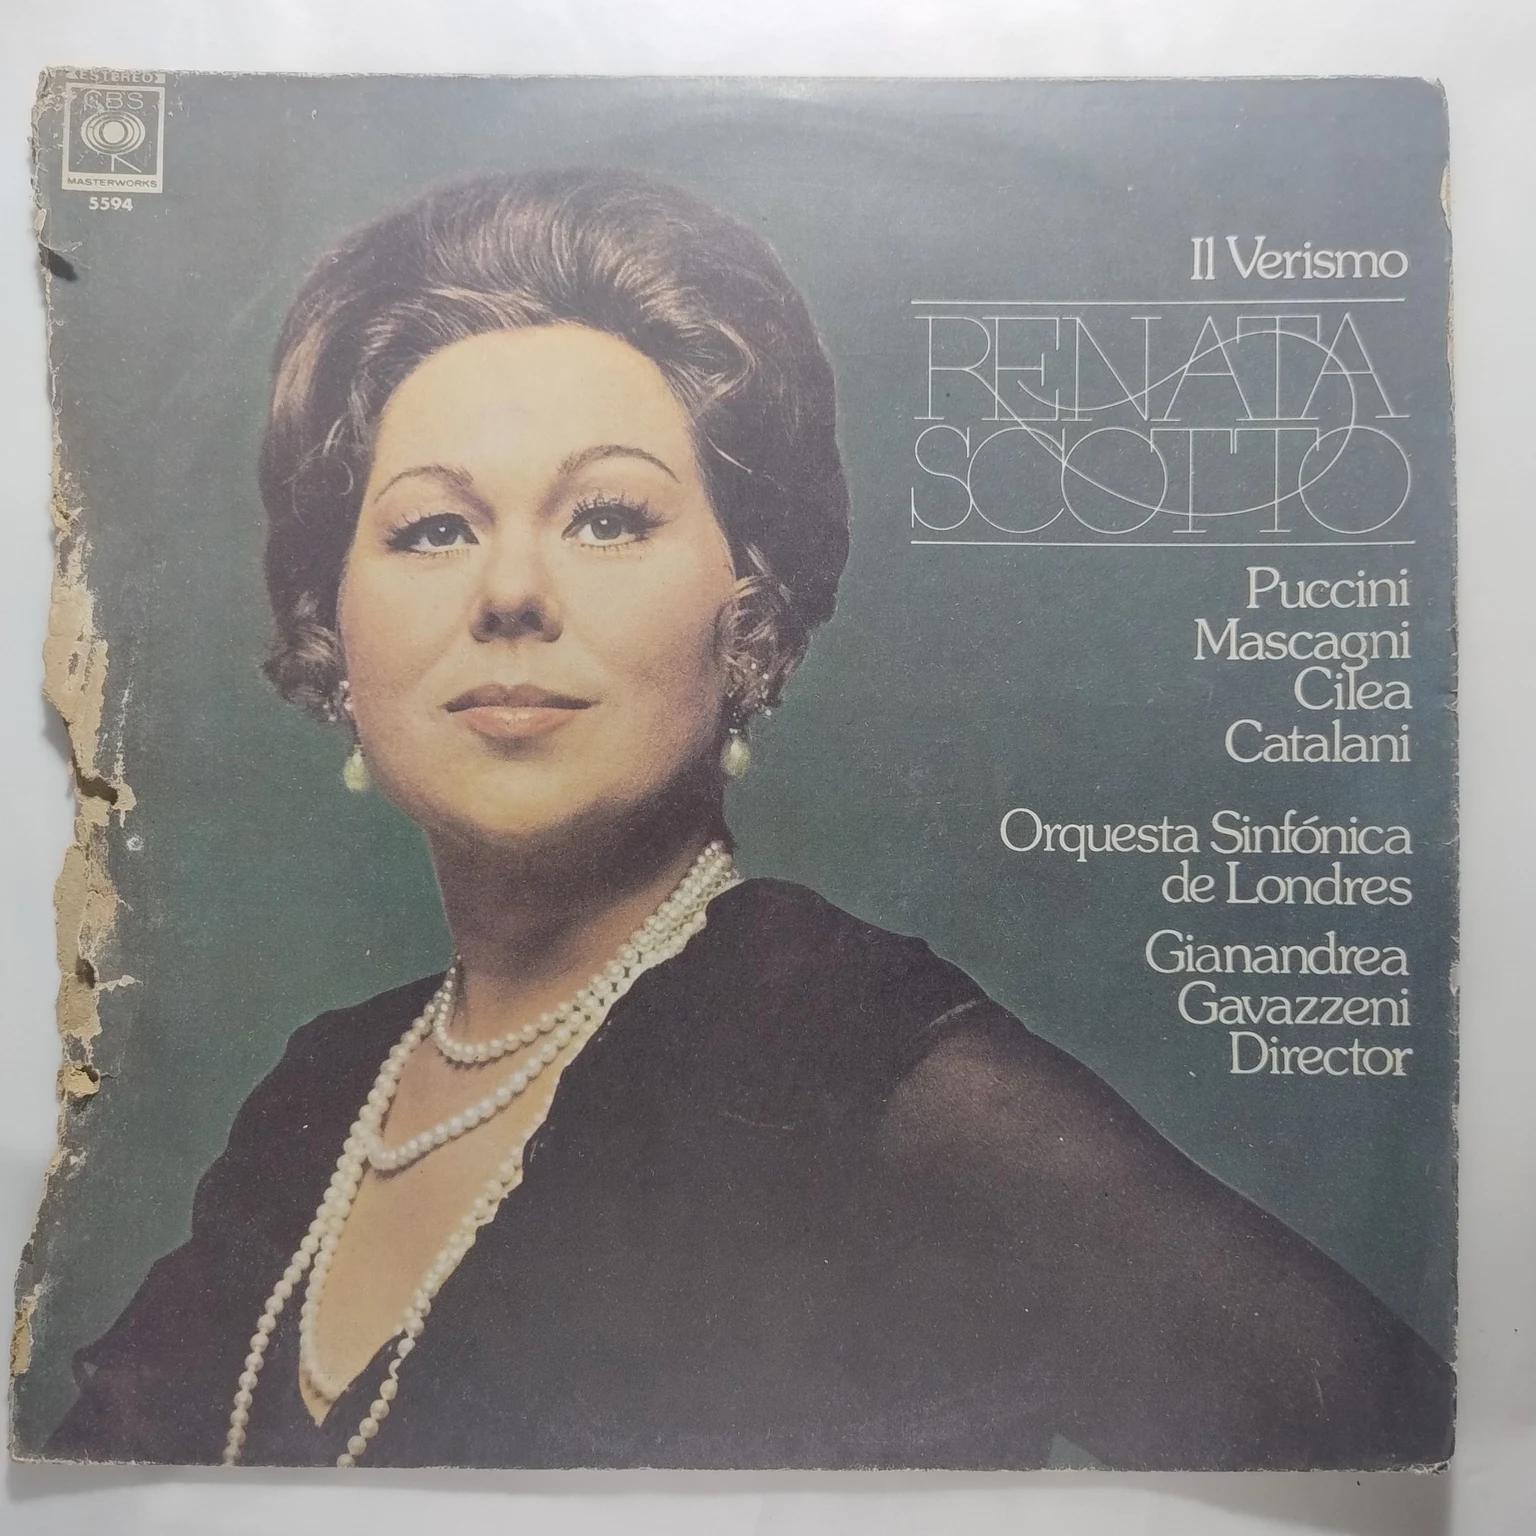 ESTEREO
CBS
MASTERWORKS
5594
Il Verismo
RENATA
SCOTTO
Puccini
Mascagni
Cilea
Catalani
Orquesta Sinfónica
de Londres
Gianandrea
Gavazzeni
Director